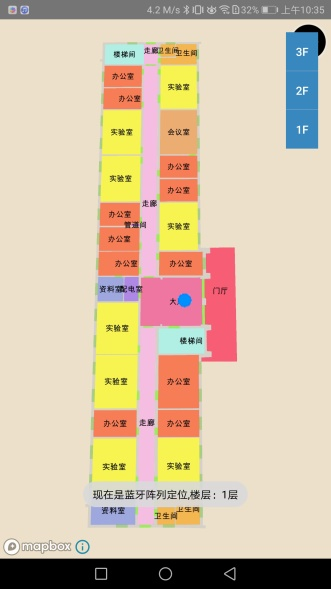 4.2 M/s 32% 上午10:35
3F
2F
1F
楼梯间 走廊 卫生间 卫生间
办公室 实验室
办公室
实验室 会议室
办公室
实验室 办公室
走廊
办公室 实验室
管道间
办公室
办公室 办公室
资料室 配电室 门厅
实验室 楼梯间
实验室 办公室
办公室 走廊 办公室
实验室 实验室
现在是蓝牙阵列定位,楼层：1层
资料室 卫生间 卫生间
mapbox